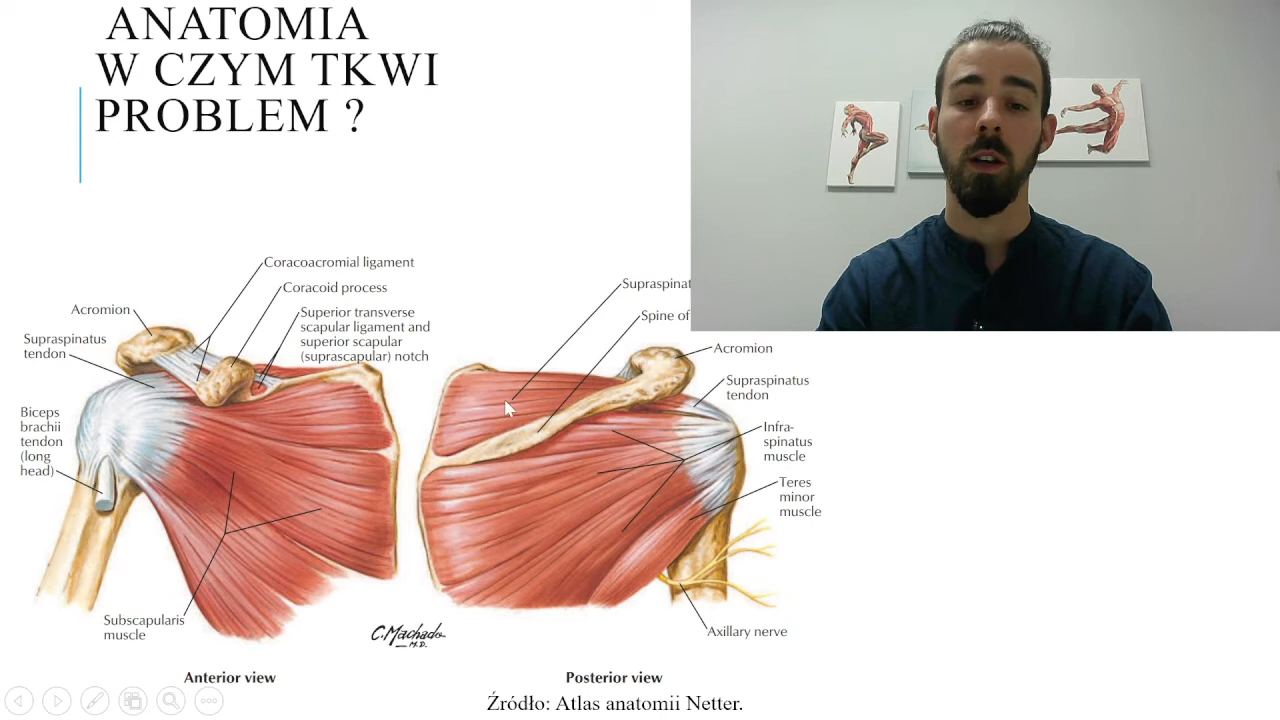 ANATOMIA
W CZYM TKWI
PROBLEM ?
Coracoacromial ligament
Coracoid process
Acromion
Superior transverse
scapular ligament and
superior scapular
(suprascapular) notch
Supraspinatus
tendon
Biceps
brachii
tendon
(long
head)
Subscapularis
muscle
Anterior view
Spine of
Acromion
Supraspinatus
tendon
Infra-
spinatus
muscle
Teres
minor
muscle
Axillary nerve
C.Machado
M.D.
Posterior view
Źródło: Atlas anatomii Netter.